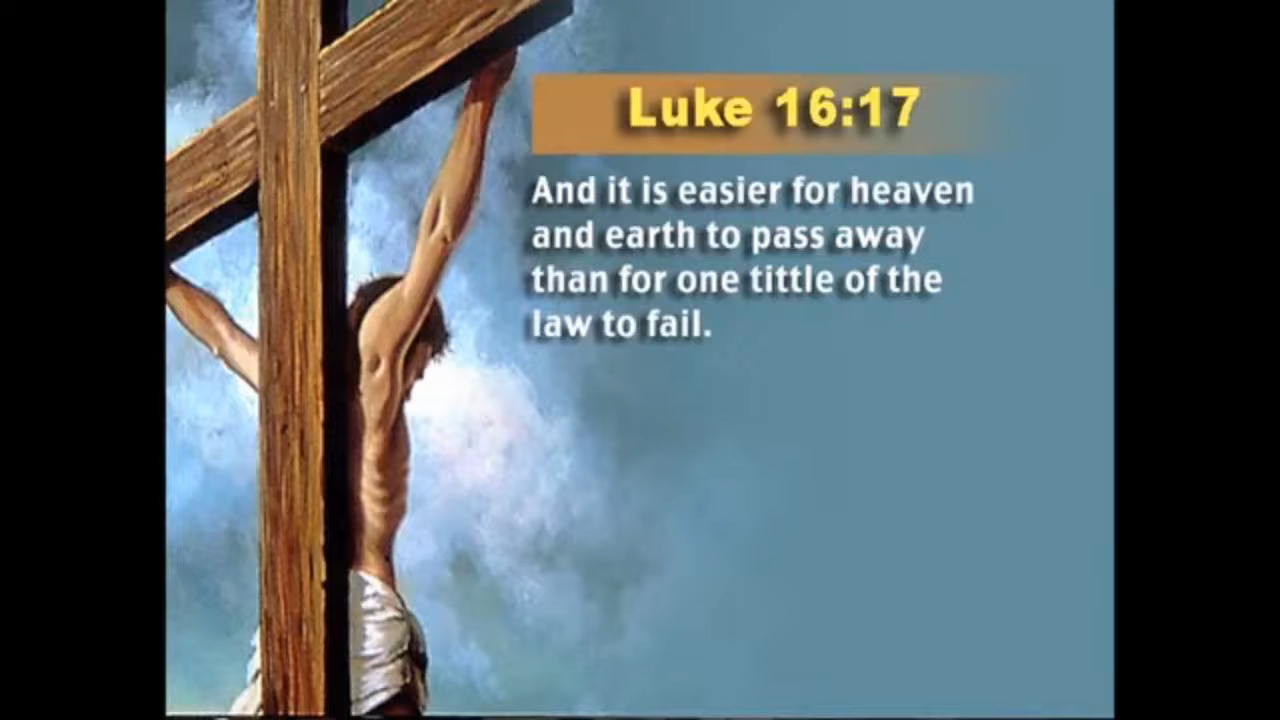 Luke 16:17
And it is easier for heaven
and earth to pass away
than for one tittle of the
law to fail.